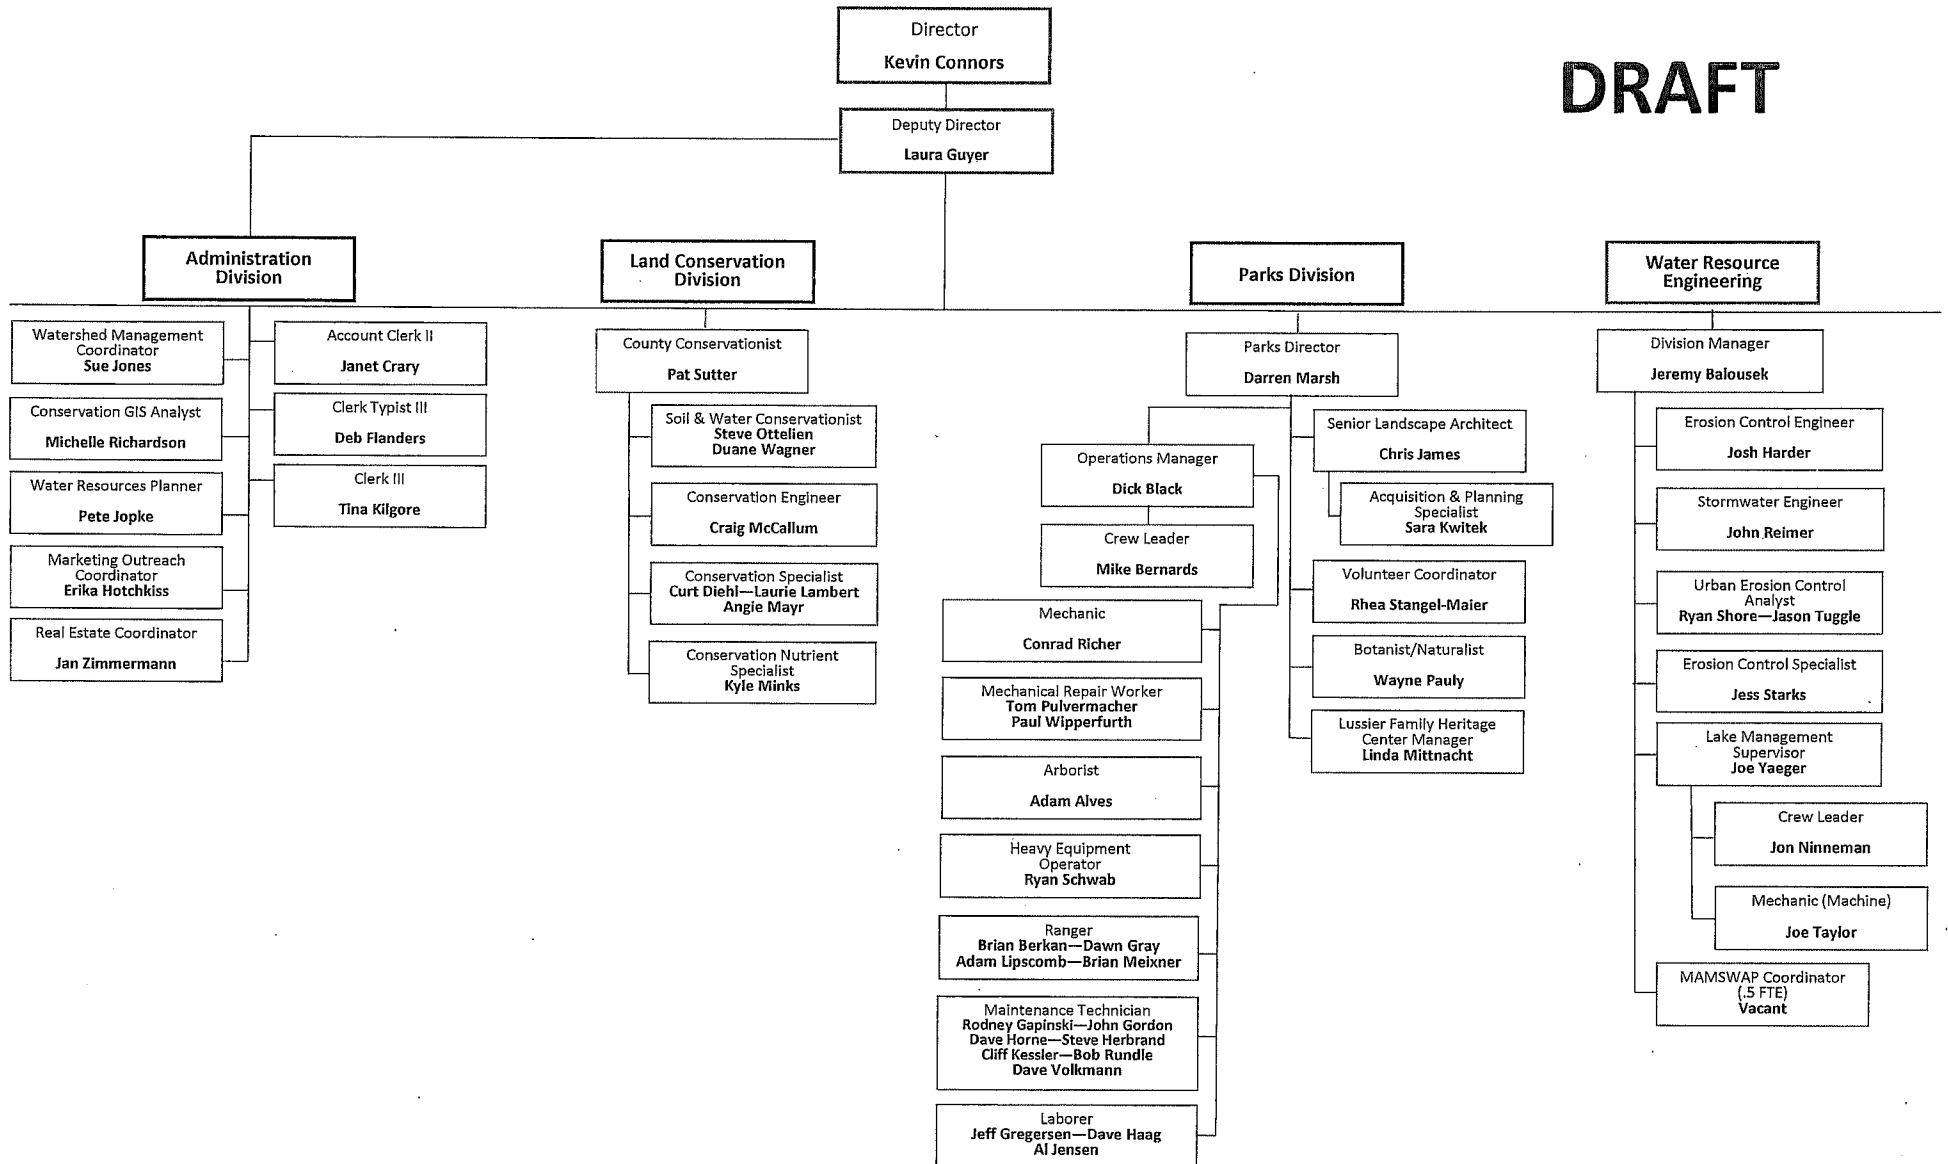 Director
Kevin Connors
DRAFT
Deputy Director
Laura Guyer
Administration
Division
Watershed Management
Coordinator
Sue Jones
Conservation GIS Analyst
Michelle Richardson
Water Resources Planner
Pete Jopke
Marketing Outreach
Coordinator
Erika Hotchkiss
Real Estate Coordinator
Jan Zimmermann
Account Clerk II
Janet Crary
Clerk Typist III
Deb Flanders
Clerk III
Tina Kilgore
Land Conservation
Division
County Conservationist
Pat Sutter
Soil & Water Conservationist
Steve Ottelien
Duane Wagner
Conservation Engineer
Craig McCallum
Conservation Specialist
Curt Diehl—Laurie Lambert
Angie Mayr
Conservation Nutrient
Specialist
Kyle Minks
Parks Division
Parks Director
Darren Marsh
Operations Manager
Dick Black
Crew Leader
Mike Bernards
Mechanic
Conrad Richer
Mechanical Repair Worker
Tom Pulvermacher
Paul Wipperfurth
Arborist
Adam Alves
Heavy Equipment
Operator
Ryan Schwab
Ranger
Brian Berkan—Dawn Gray
Adam Lipscomb—Brian Meixner
Maintenance Technician
Rodney Gapinski—John Gordon
Dave Horne—Steve Herbrand
Cliff Kessler—Bob Rundle
Dave Volkmann
Laborer
Jeff Gregersen—Dave Haag
Al Jensen
Senior Landscape Architect
Chris James
Acquisition & Planning
Specialist
Sara Kwitek
Volunteer Coordinator
Rhea Stangel-Maier
Botanist/Naturalist
Wayne Pauly
Lussier Family Heritage
Center Manager
Linda Mittnacht
Water Resource
Engineering
Division Manager
Jeremy Balousek
Erosion Control Engineer
Josh Harder
Stormwater Engineer
John Reimer
Urban Erosion Control
Analyst
Ryan Shore—Jason Tuggle
Erosion Control Specialist
Jess Starks
Lake Management
Supervisor
Joe Yaeger
Crew Leader
Jon Ninneman
Mechanic (Machine)
Joe Taylor
MAMSWAP Coordinator
(.5 FTE)
Vacant